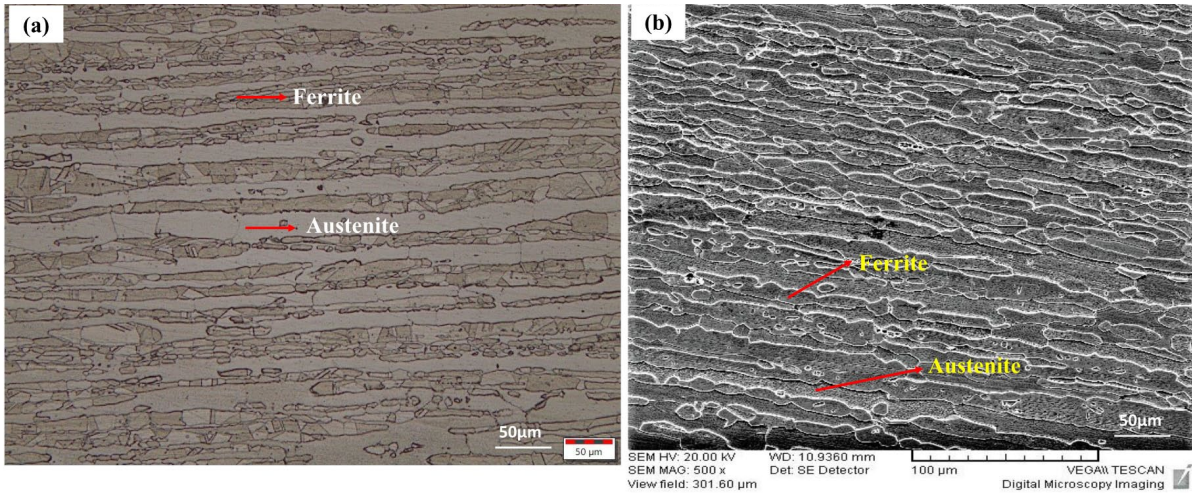 (a)
Ferrite
Austenite
50µm
50 µm
(b)
Ferrite
Austenite
50µm
SEM HV: 20.00 kV WD: 10.9360 mm
SEM MAG: 500 x Det: SE Detector 100 µm VEGA\\ TESCAN
View field: 301.60 µm Digital Microscopy Imaging